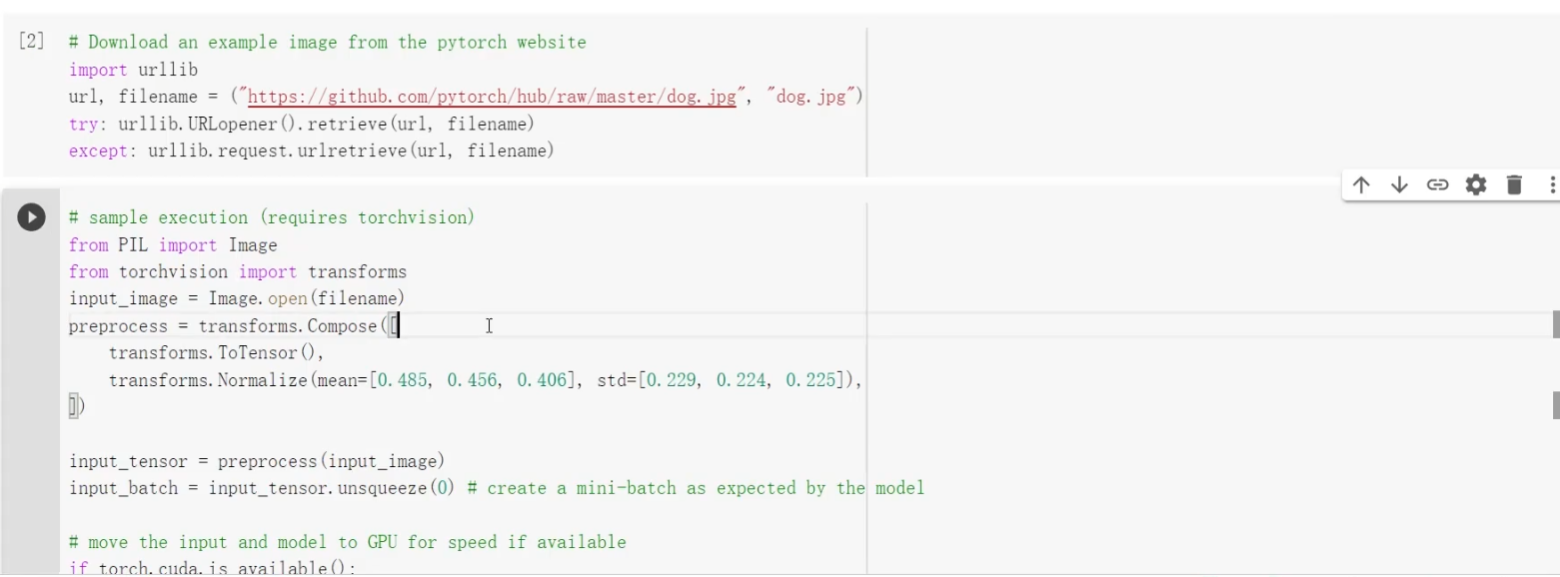 [2] # Download an example image from the pytorch website
import urllib
url, filename = ("https://github.com/pytorch/hub/raw/master/dog.jpg", "dog.jpg")
try: urllib.URLopener().retrieve(url, filename)
except: urllib.request.urlretrieve(url, filename)
# sample execution (requires torchvision)
from PIL import Image
from torchvision import transforms
input_image = Image.open(filename)
preprocess = transforms.Compose([
    transforms.ToTensor(),
    transforms.Normalize(mean=[0.485, 0.456, 0.406], std=[0.229, 0.224, 0.225]),
])
input_tensor = preprocess(input_image)
input_batch = input_tensor.unsqueeze(0) # create a mini-batch as expected by the model
# move the input and model to GPU for speed if available
if torch.cuda.is_available():